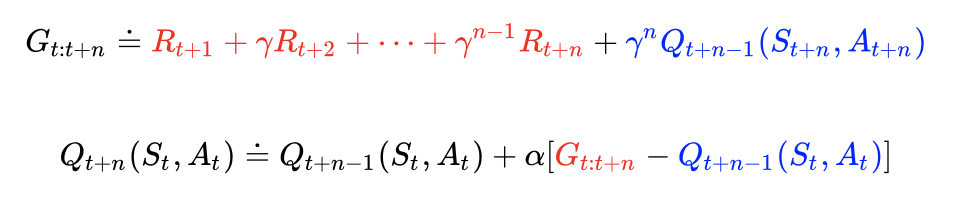 G_{t:t+n} ≐ R_{t+1} + γR_{t+2} + ⋯ + γ^{n−1}R_{t+n} + γ^n Q_{t+n−1}(S_{t+n}, A_{t+n})
Q_{t+n}(S_t, A_t) ≐ Q_{t+n−1}(S_t, A_t) + α[G_{t:t+n} − Q_{t+n−1}(S_t, A_t)]